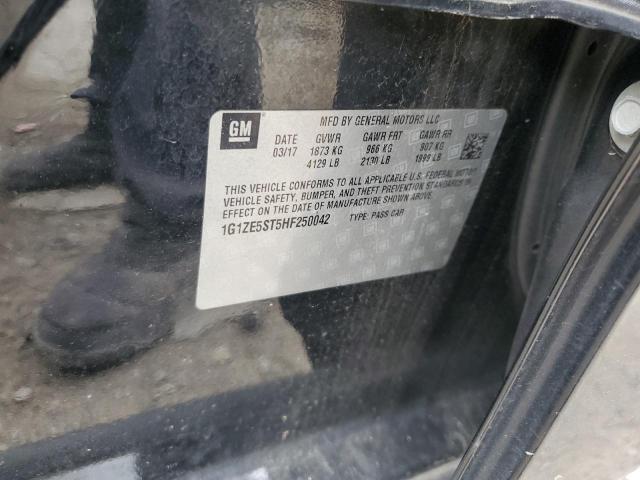 GM
MFD BY GENERAL MOTORS LLC
DATE GVWR GAWR FRT GAWR RR
03/17 1873 KG 966 KG 907 KG
4129 LB 2130 LB 1999 LB
THIS VEHICLE CONFORMS TO ALL APPLICABLE U.S. FEDERAL MOTOR
VEHICLE SAFETY, BUMPER, AND THEFT PREVENTION STANDARDS IN
EFFECT ON THE DATE OF MANUFACTURE SHOWN ABOVE.
1G1ZE5ST5HF250042 TYPE: PASS CAR